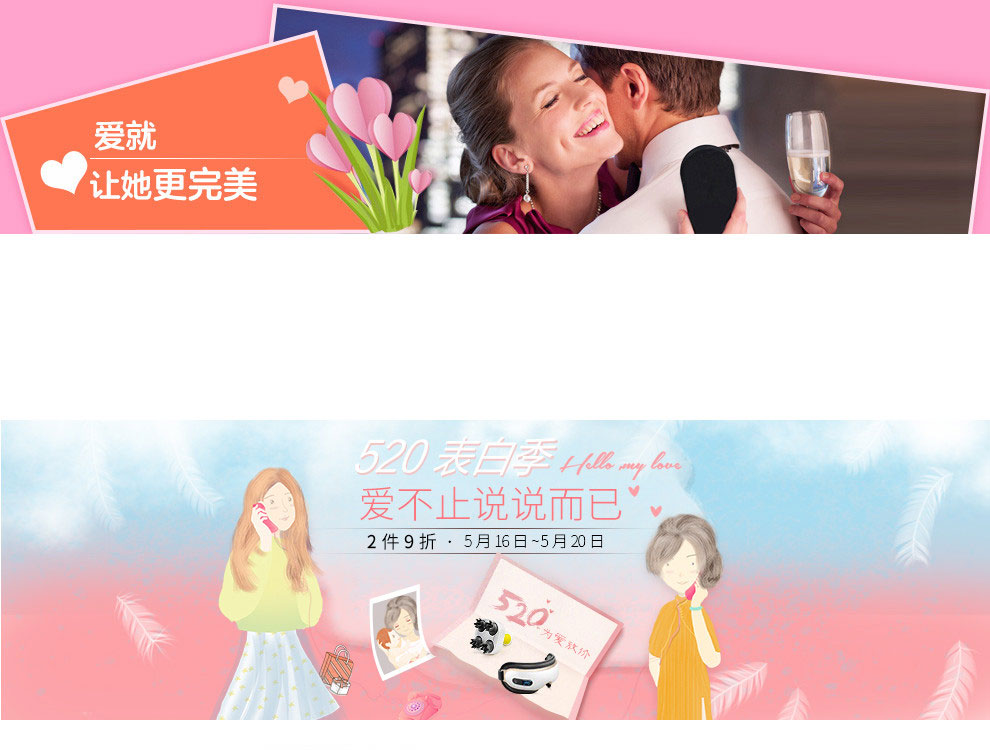 爱就
让她更完美
520 表白季 Hello my love
爱不止说说而已
2件9折 · 5月16日~5月20日
520
为爱放价